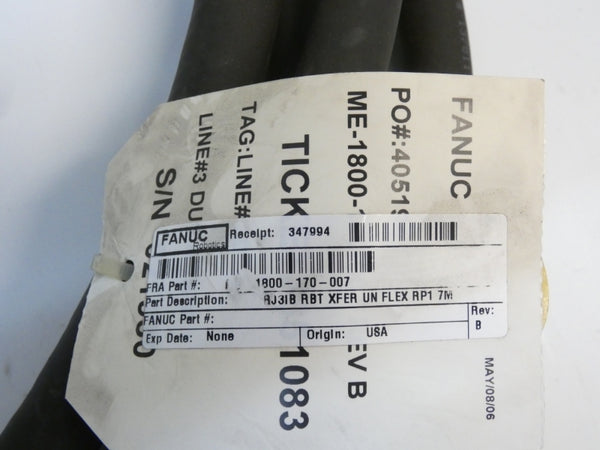 FANUC
PO#:4051
ME-1800-
TICK
1083
TAG:LINE#
LINE#3 DU
S/N
REV B
MAY/08/06
FANUC Robotics
Receipt: 347994
FRA Part #: 1800-170-007
Part Description: RJ3IB RBT XFER UN FLEX RP1 7M
FANUC Part #:
Rev: B
Exp Date: None Origin: USA